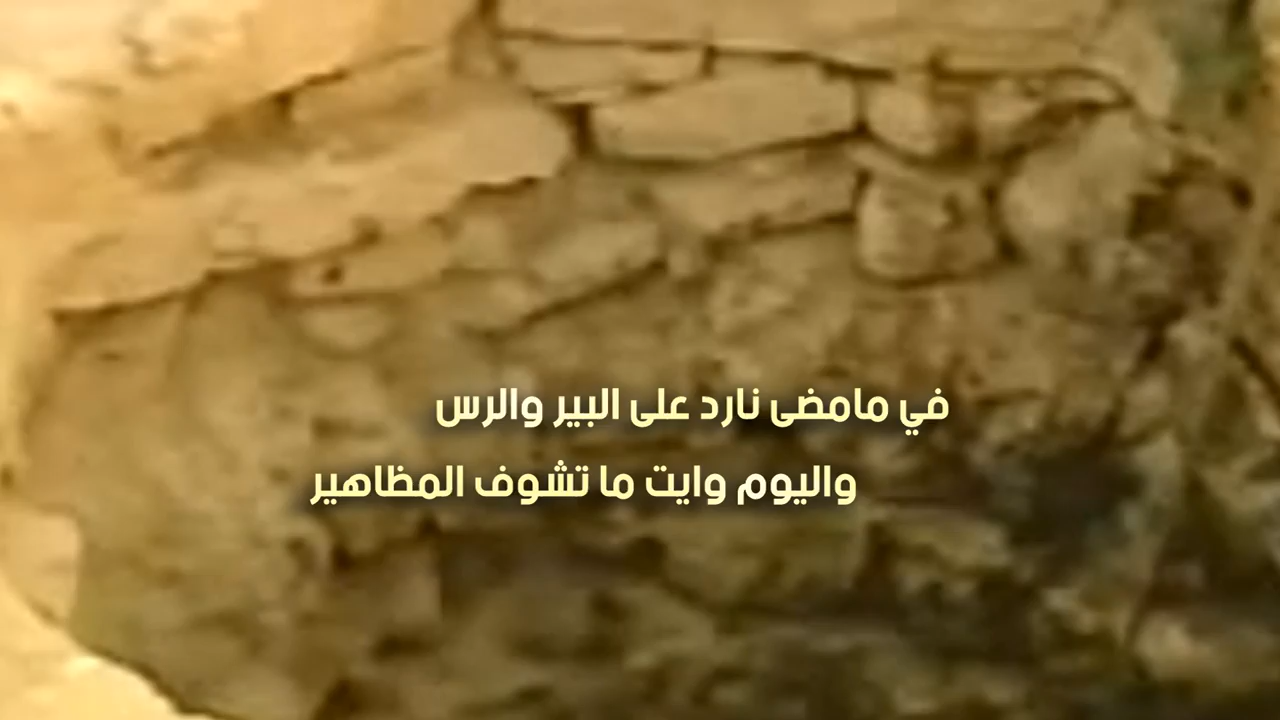 في مامضى نارد على البير والرس
واليوم وايت ما تشوف المظاهير